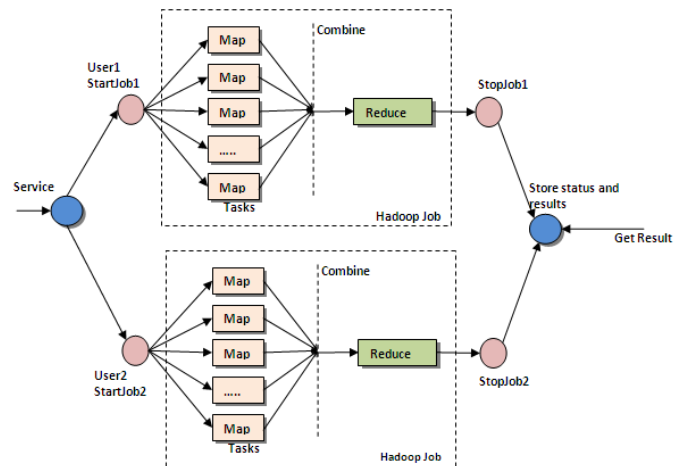 Map
Combine
User1
StartJob1
Map
StopJob1
Map
Reduce
.....
Service
Map
Store status and
results
Tasks
Hadoop Job
Get Result
Combine
Map
Map
Map
Reduce
User2
StartJob2
.....
StopJob2
Map
Tasks
Hadoop Job